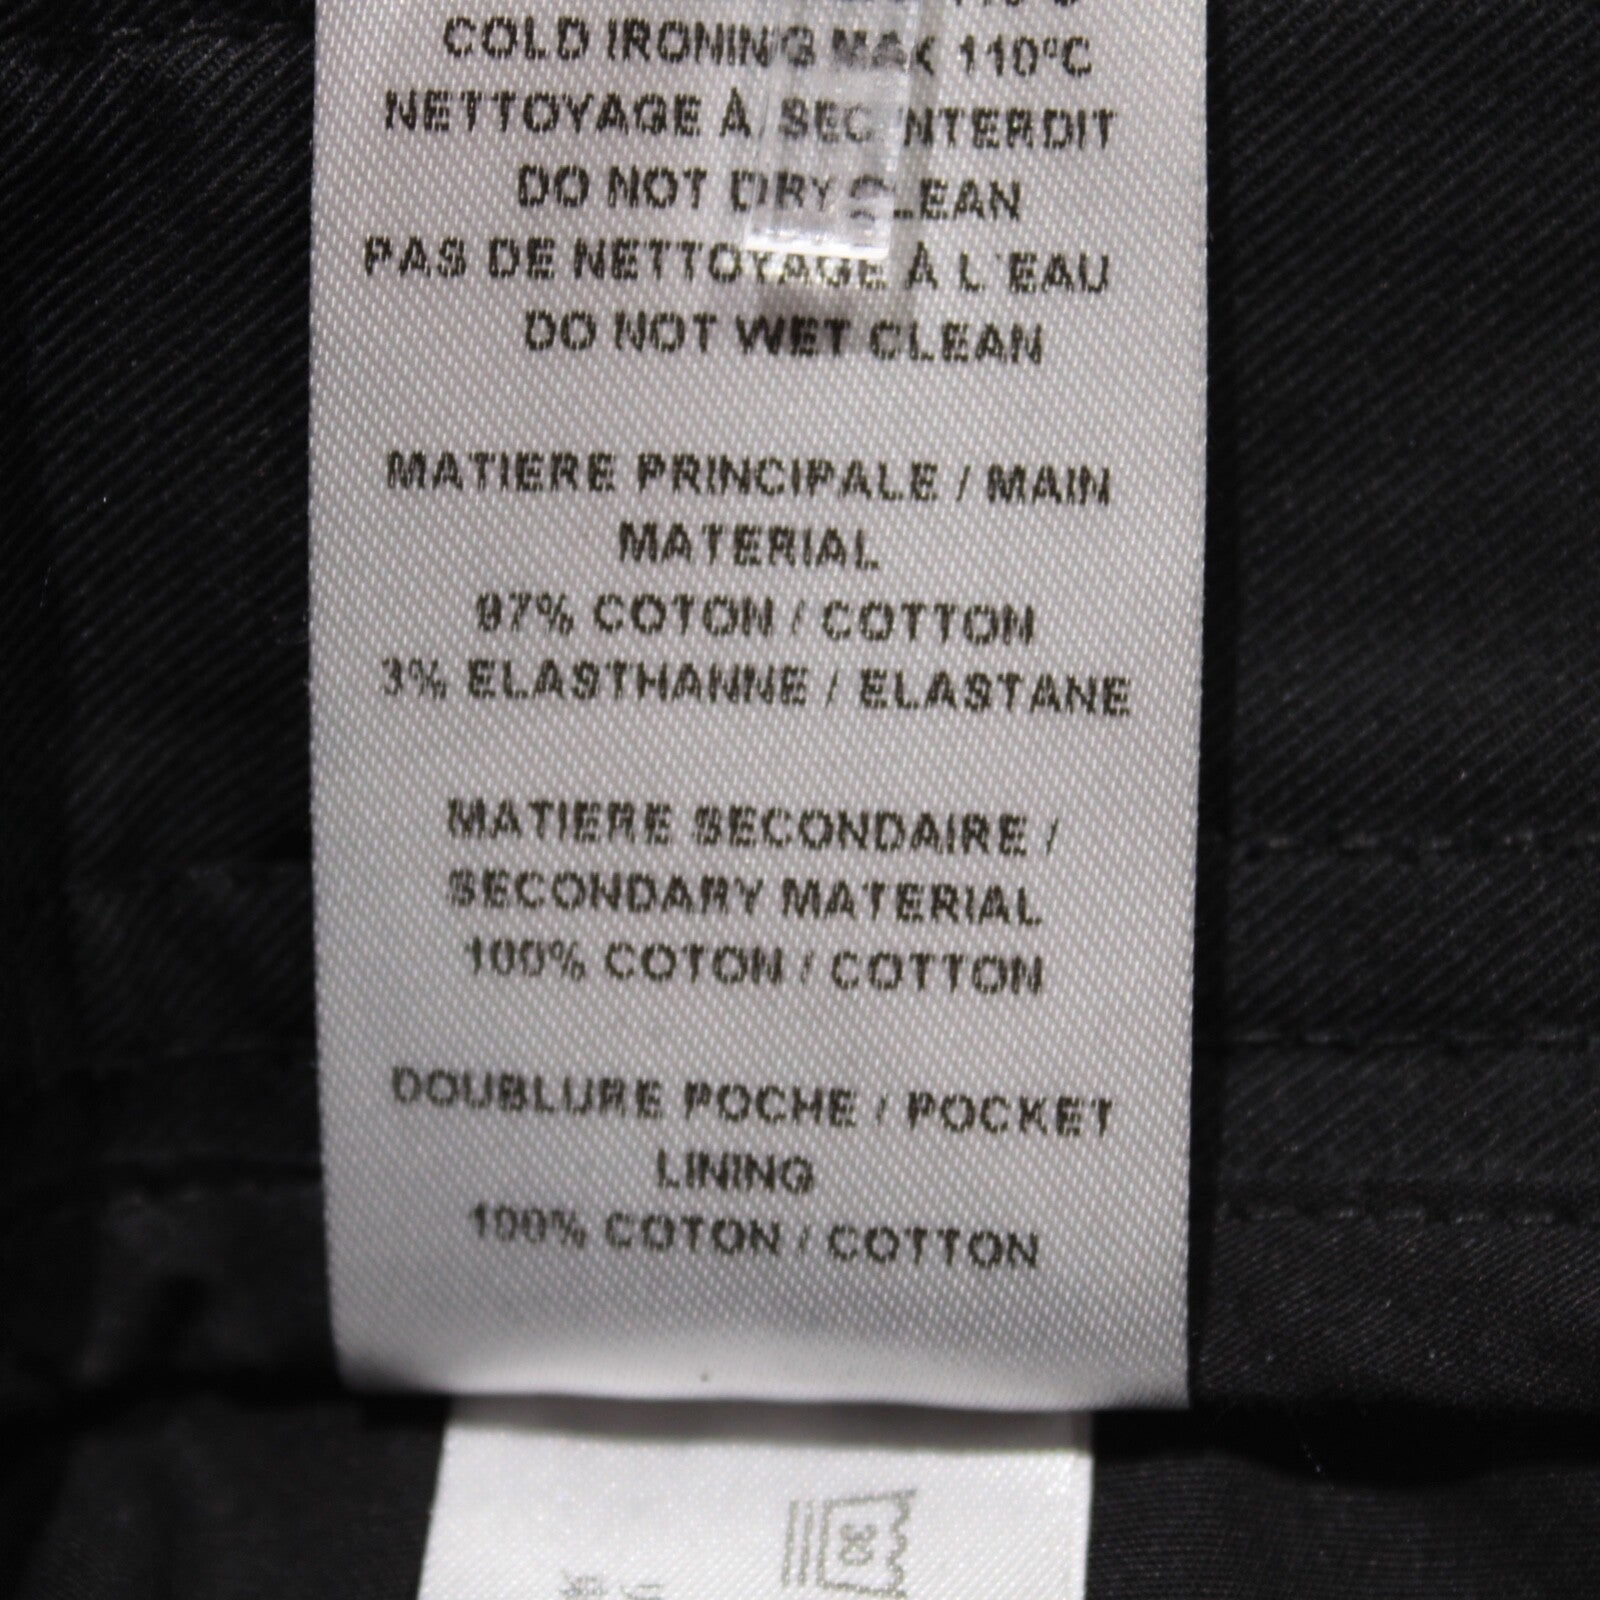 110°C
COLD IRONING MAX 110°C
NETTOYAGE À SEC INTERDIT
DO NOT DRY CLEAN
PAS DE NETTOYAGE À L'EAU
DO NOT WET CLEAN
MATIERE PRINCIPALE / MAIN
MATERIAL
97% COTON / COTTON
3% ELASTHANNE / ELASTANE
MATIERE SECONDAIRE /
SECONDARY MATERIAL
100% COTON / COTTON
DOUBLURE POCHE / POCKET
LINING
100% COTON / COTTON
30